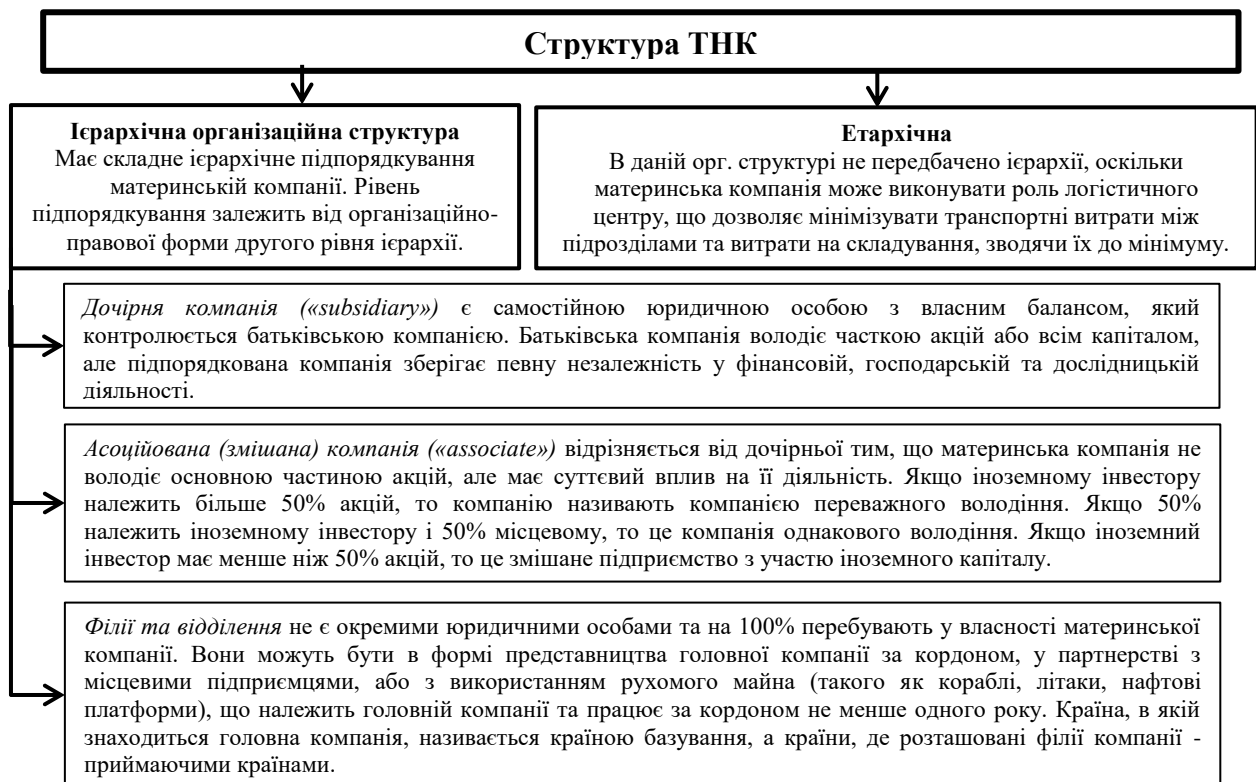 Структура ТНК
Ієрархічна організаційна структура
Має складне ієрархічне підпорядкування
материнській компанії. Рівень
підпорядкування залежить від організаційно-
правової форми другого рівня ієрархії.
Етархічна
В даній орг. структурі не передбачено ієрархії, оскільки
материнська компанія може виконувати роль логістичного
центру, що дозволяє мінімізувати транспортні витрати між
підрозділами та витрати на складування, зводячи їх до мінімуму.
Дочірня компанія («subsidiary») є самостійною юридичною особою з власним балансом, який
контролюється батьківською компанією. Батьківська компанія володіє часткою акцій або всім капіталом,
але підпорядкована компанія зберігає певну незалежність у фінансовій, господарській та дослідницькій
діяльності.
Асоційована (змішана) компанія («associate») відрізняється від дочірньої тим, що материнська компанія не
володіє основною частиною акцій, але має суттєвий вплив на її діяльність. Якщо іноземному інвестору
належить більше 50% акцій, то компанію називають компанією переважного володіння. Якщо 50%
належить іноземному інвестору і 50% місцевому, то це компанія однакового володіння. Якщо іноземний
інвестор має менше ніж 50% акцій, то це змішане підприємство з участю іноземного капіталу.
Філії та відділення не є окремими юридичними особами та на 100% перебувають у власності материнської
компанії. Вони можуть бути в формі представництва головної компанії за кордоном, у партнерстві з
місцевими підприємцями, або з використанням рухомого майна (такого як кораблі, літаки, нафтові
платформи), що належить головній компанії та працює за кордоном не менше одного року. Країна, в якій
знаходиться головна компанія, називається країною базування, а країни, де розташовані філії компанії -
приймаючими країнами.